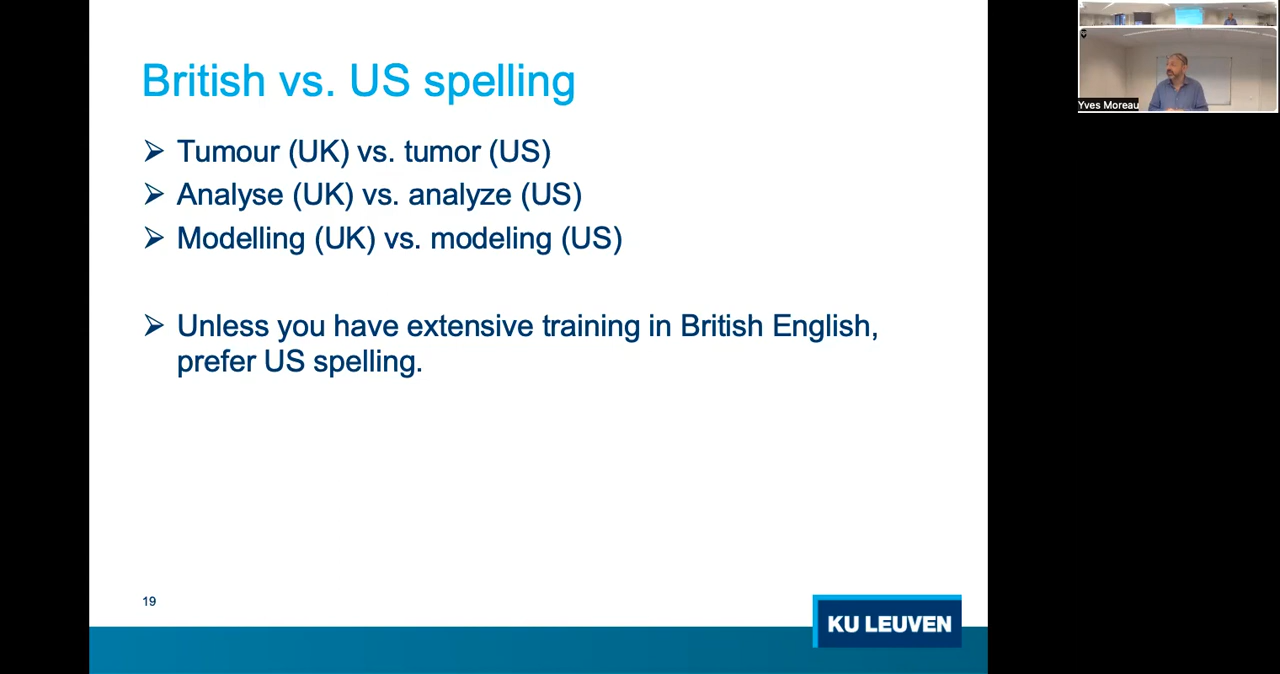 British vs. US spelling
➢ Tumour (UK) vs. tumor (US)
➢ Analyse (UK) vs. analyze (US)
➢ Modelling (UK) vs. modeling (US)
➢ Unless you have extensive training in British English,
prefer US spelling.
19
KU LEUVEN
Yves Moreau